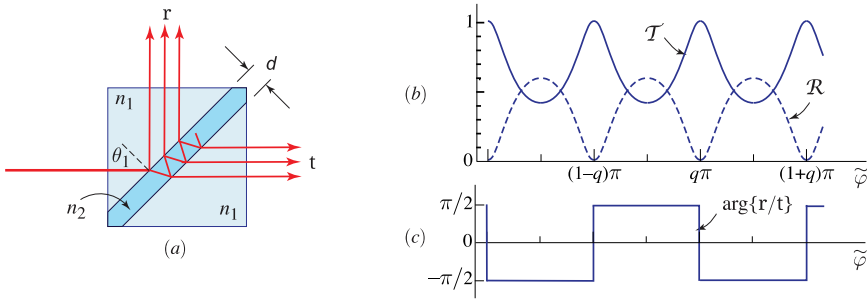 r
d
n₁
θ₁
t
n₂
n₁
(a)
(b)
1
0
𝒯
ℛ
(1−q)π
qπ
(1+q)π
φ̃
(c)
π/2
0
−π/2
arg{r/t}
φ̃